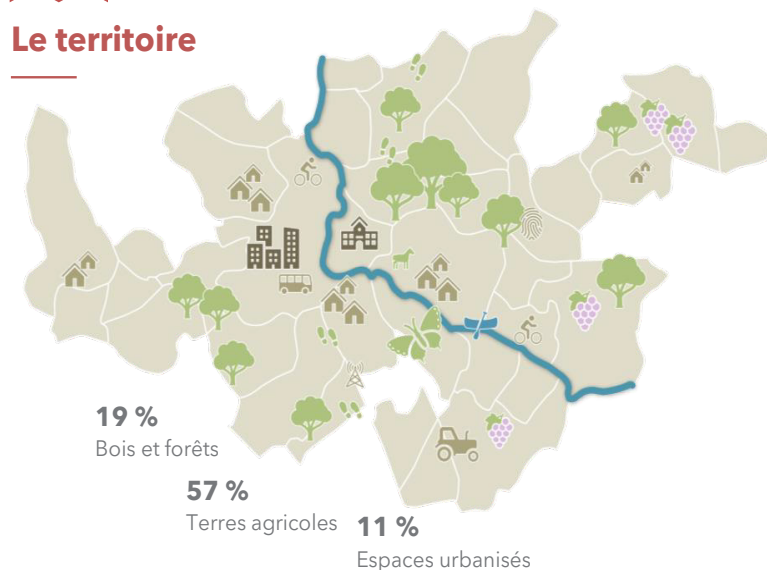 Le territoire
19 %
Bois et forêts
57 %
Terres agricoles
11 %
Espaces urbanisés